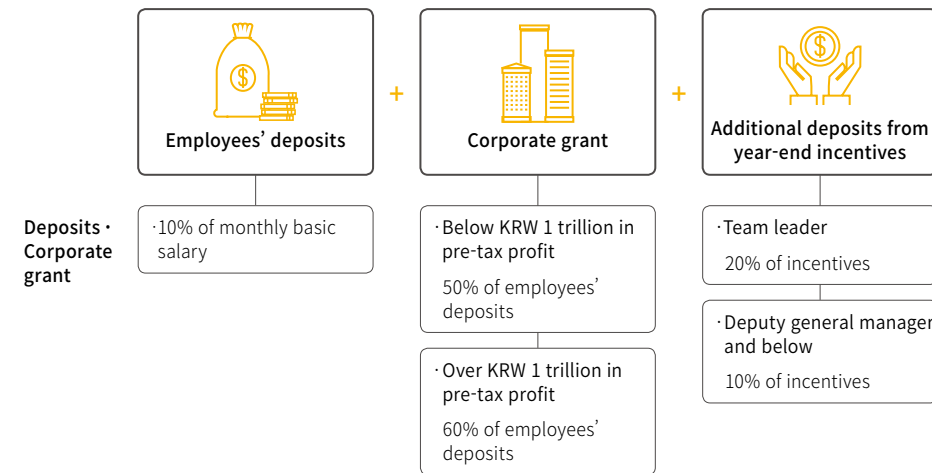 $
$
Employees’ deposits
+
Corporate grant
+
Additional deposits from
year-end incentives
Deposits ·
Corporate
grant
·10% of monthly basic
salary
·Below KRW 1 trillion in
pre-tax profit
50% of employees’
deposits
·Over KRW 1 trillion in
pre-tax profit
60% of employees’
deposits
·Team leader
20% of incentives
·Deputy general manager
and below
10% of incentives